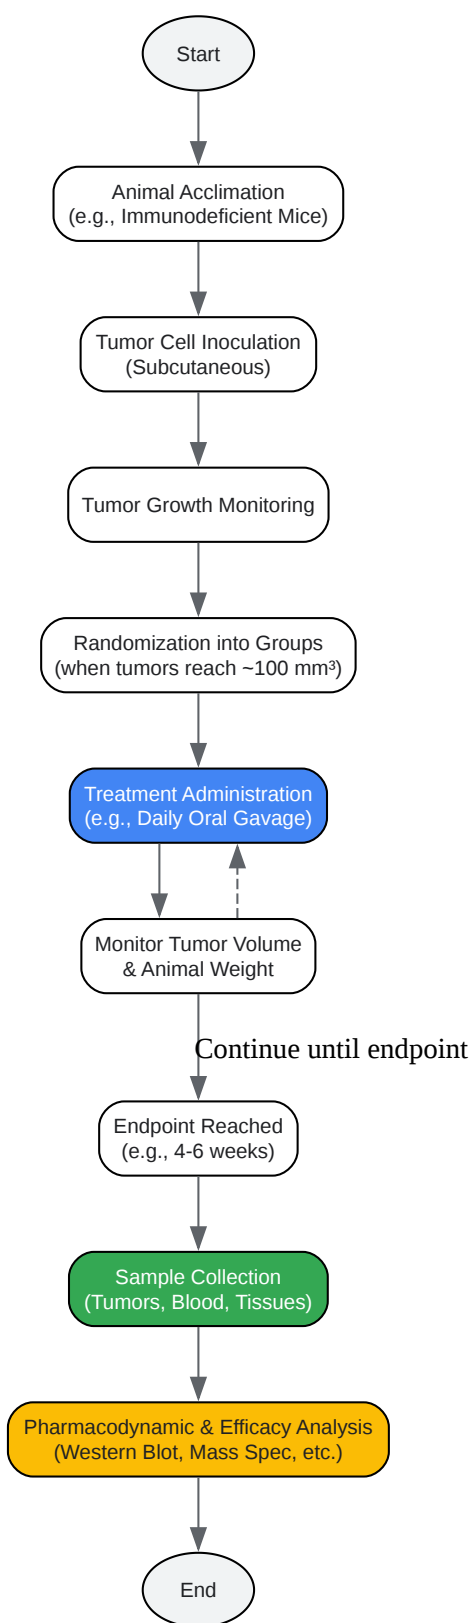 Start
Animal Acclimation
(e.g., Immunodeficient Mice)
Tumor Cell Inoculation
(Subcutaneous)
Tumor Growth Monitoring
Randomization into Groups
(when tumors reach ~100 mm³)
Treatment Administration
(e.g., Daily Oral Gavage)
Monitor Tumor Volume
& Animal Weight
Continue until endpoint
Endpoint Reached
(e.g., 4-6 weeks)
Sample Collection
(Tumors, Blood, Tissues)
Pharmacodynamic & Efficacy Analysis
(Western Blot, Mass Spec, etc.)
End